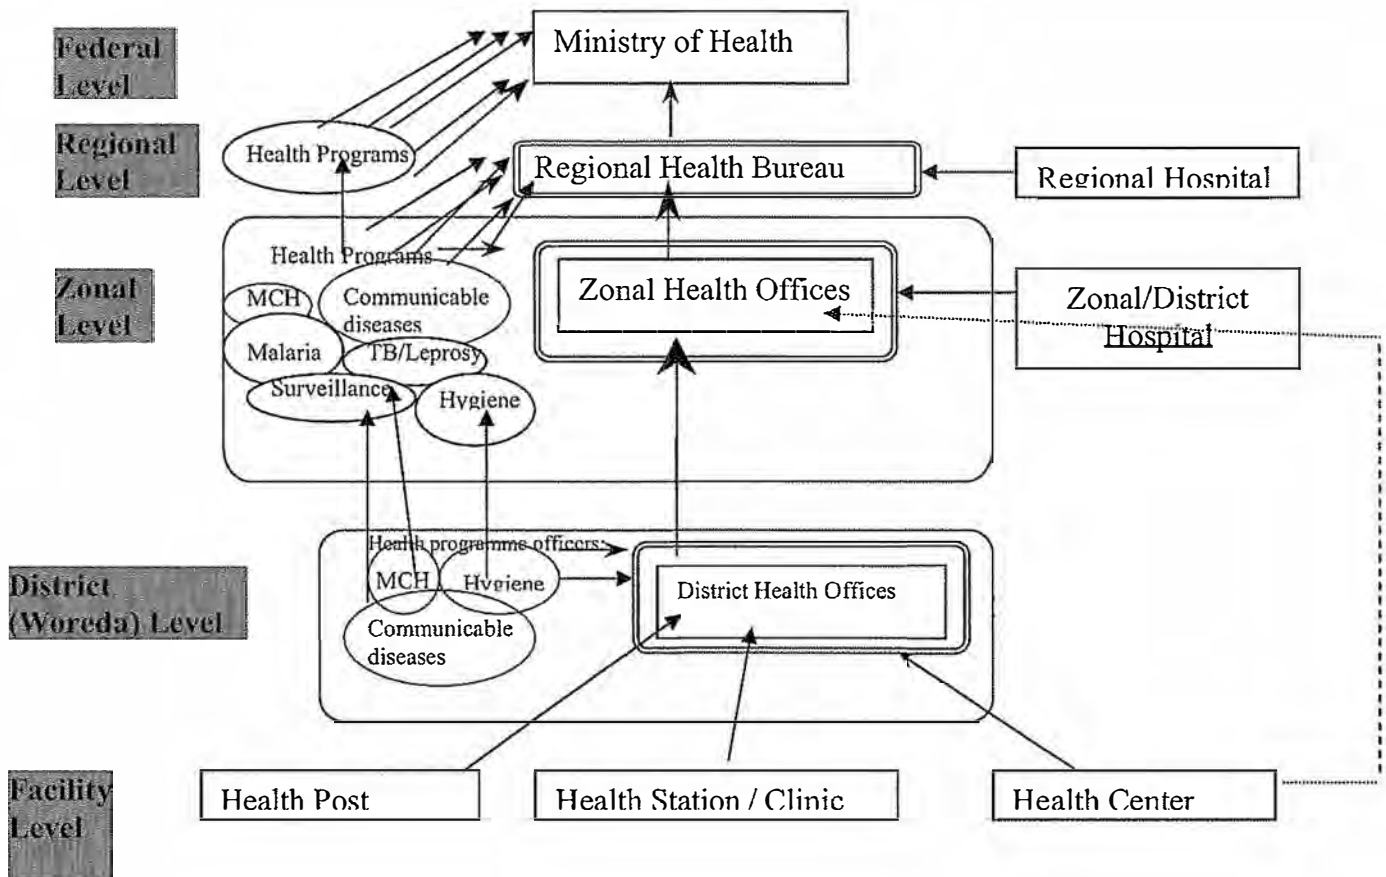 Federal
Level
Ministry of Health
Regional
Level
Health Programs
Regional Health Bureau
Regional Hospital
Zonal
Level
Health Programs
MCH
Communicable
diseases
Malaria
TB/Leprosy
Surveillance
Hygiene
Zonal Health Offices
Zonal/District
Hospital
District
(Woreda) Level
Health programme officers:
MCH
Hygiene
Communicable
diseases
District Health Offices
Facility
Level
Health Post
Health Station / Clinic
Health Center